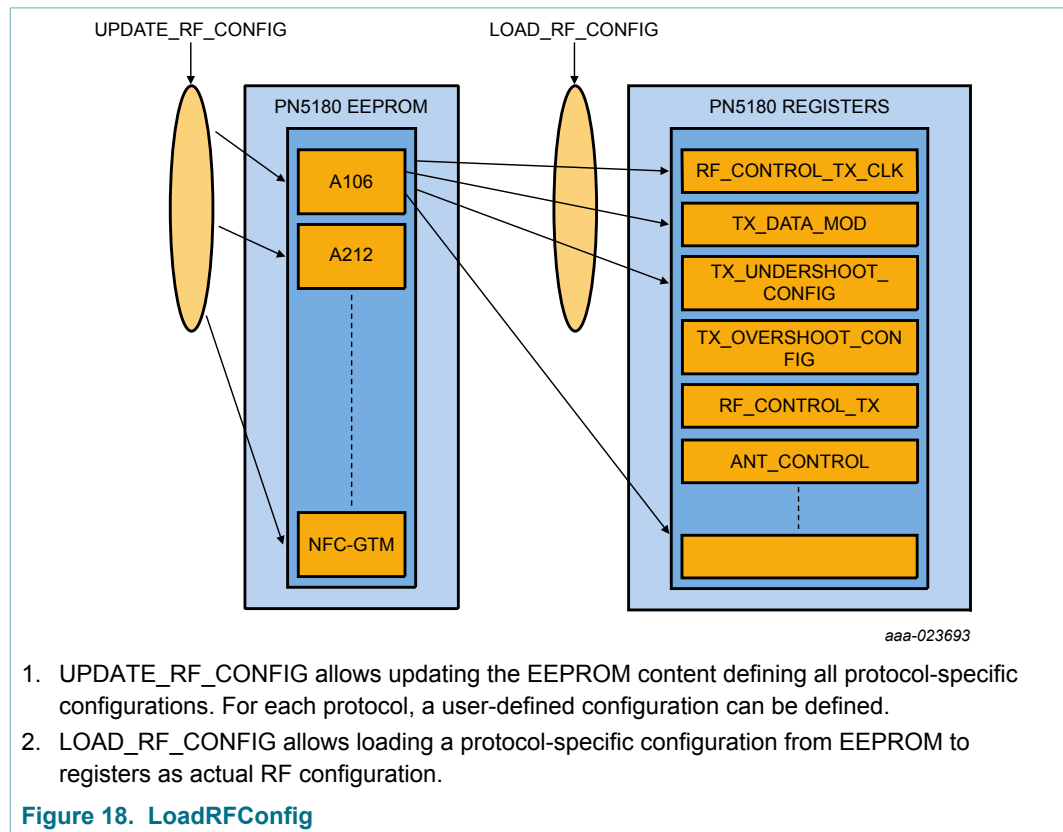 UPDATE_RF_CONFIG
LOAD_RF_CONFIG
PN5180 EEPROM
A106
A212
NFC-GTM
PN5180 REGISTERS
RF_CONTROL_TX_CLK
TX_DATA_MOD
TX_UNDERSHOOT_
CONFIG
TX_OVERSHOOT_CON
FIG
RF_CONTROL_TX
ANT_CONTROL
aaa-023693
1. UPDATE_RF_CONFIG allows updating the EEPROM content defining all protocol-specific
configurations. For each protocol, a user-defined configuration can be defined.
2. LOAD_RF_CONFIG allows loading a protocol-specific configuration from EEPROM to
registers as actual RF configuration.
Figure 18. LoadRFConfig